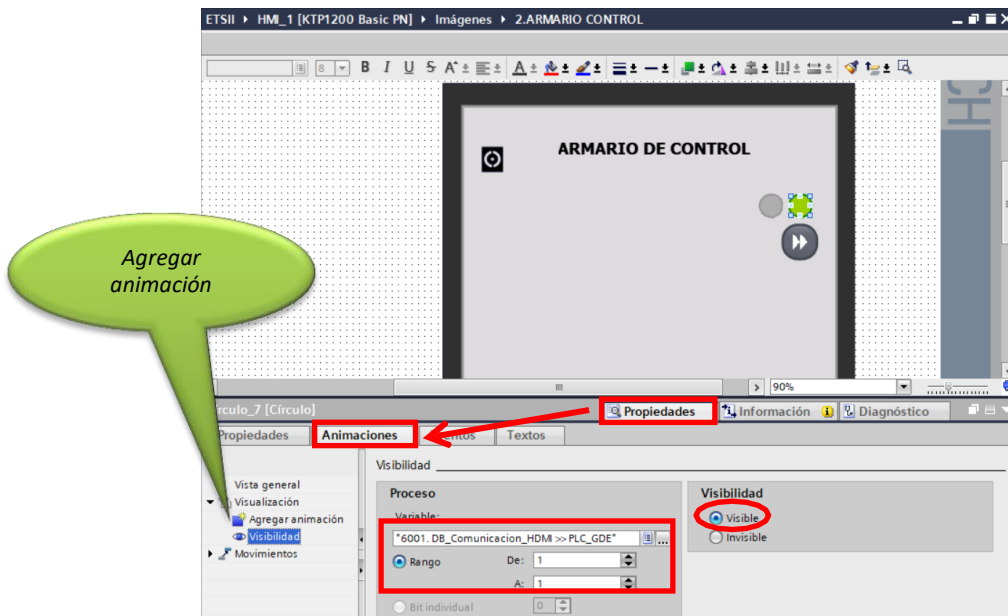 ETSII ▸ HMI_1 [KTP1200 Basic PN] ▸ Imágenes ▸ 2.ARMARIO CONTROL
8 B I U S A A
CH
ARMARIO DE CONTROL
Agregar
animación
90%
rculo_7 [Círculo]
Propiedades
Información
Diagnóstico
Propiedades
Animaciones
entos
Textos
Visibilidad
Vista general
Visualización
Agregar animación
Visibilidad
Movimientos
Proceso
Variable:
"6001. DB_Comunicacion_HDMI >> PLC_GDE"
...
Rango
De: 1
A: 1
Bit individual 0
Visibilidad
Visible
Invisible